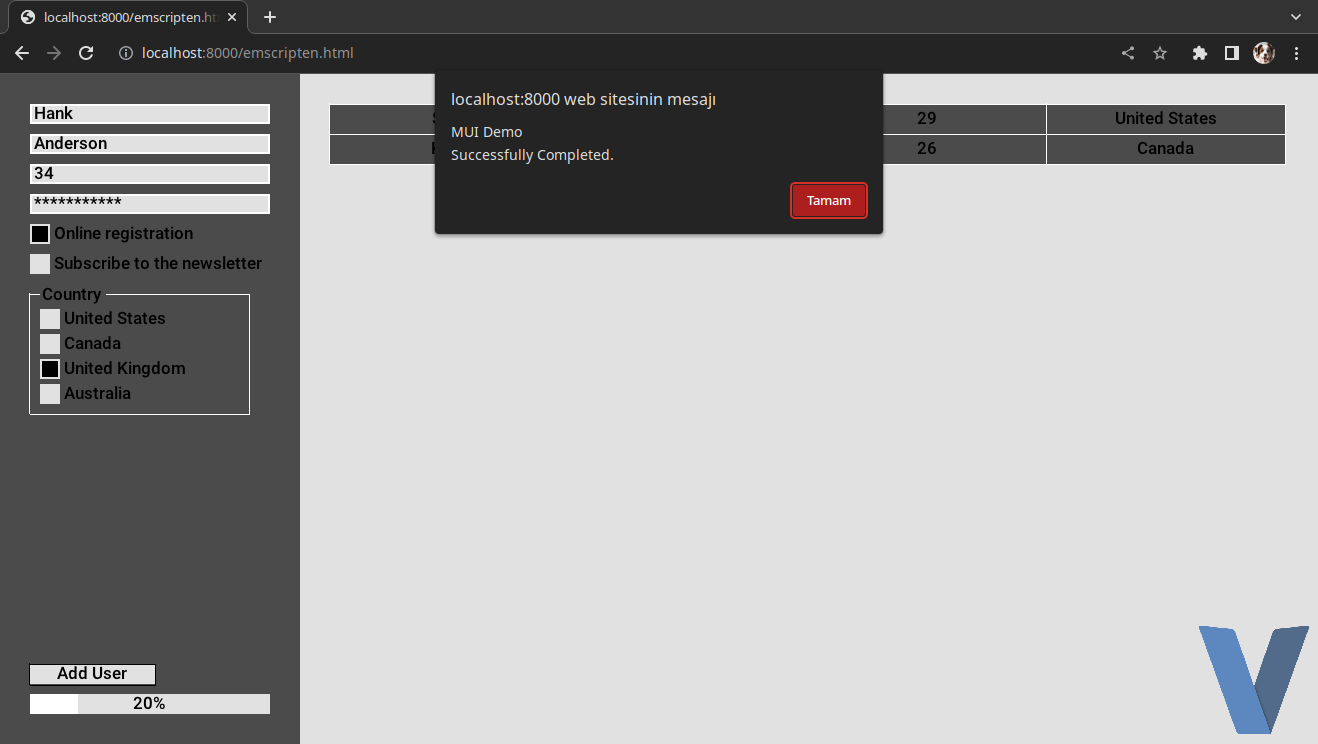 localhost:8000/emscripten.ht
localhost:8000/emscripten.html
localhost:8000 web sitesinin mesajı
MUI Demo
Successfully Completed.
Tamam
Hank
Anderson
34
***********
Online registration
Subscribe to the newsletter
Country
United States
Canada
United Kingdom
Australia
Add User
20%
29 United States
26 Canada